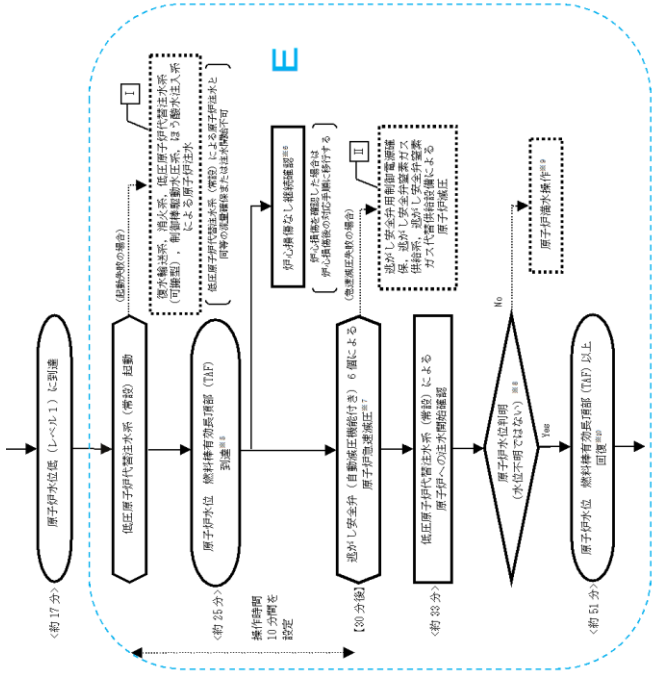 <約17分>
原子炉水位低（レベル1）に到達
低圧原子炉代替注水系（常設）起動
（起動失敗の場合）
Ⅰ
復水輸送系，消火系，低圧原子炉代替注水系
（可搬型），制御棒駆動水圧系，ほう酸水注入系
による原子炉注水
低圧原子炉代替注水系（常設）による原子炉注水と
同等の流量確保または注水開始不可
E
<約25分>
原子炉水位　燃料棒有効長頂部（TAF）
到達※5
操作時間
10分間を
設定
炉心損傷なし継続確認※6
炉心損傷を確認した場合は
炉心損傷後の対応手順に移行する
【30分後】
逃がし安全弁（自動減圧機能付き）6個による
原子炉急速減圧※7
（急速減圧失敗の場合）
Ⅱ
逃がし安全弁用制御電源確
保，逃がし安全弁窒素ガス
供給系，逃がし安全弁窒素
ガス代替供給設備による
原子炉減圧
<約33分>
低圧原子炉代替注水系（常設）による
原子炉への注水開始確認
原子炉水位判明
（水位不明ではない）※8
No
原子炉満水操作※9
Yes
<約51分>
原子炉水位　燃料棒有効長頂部（TAF）以上
回復※10